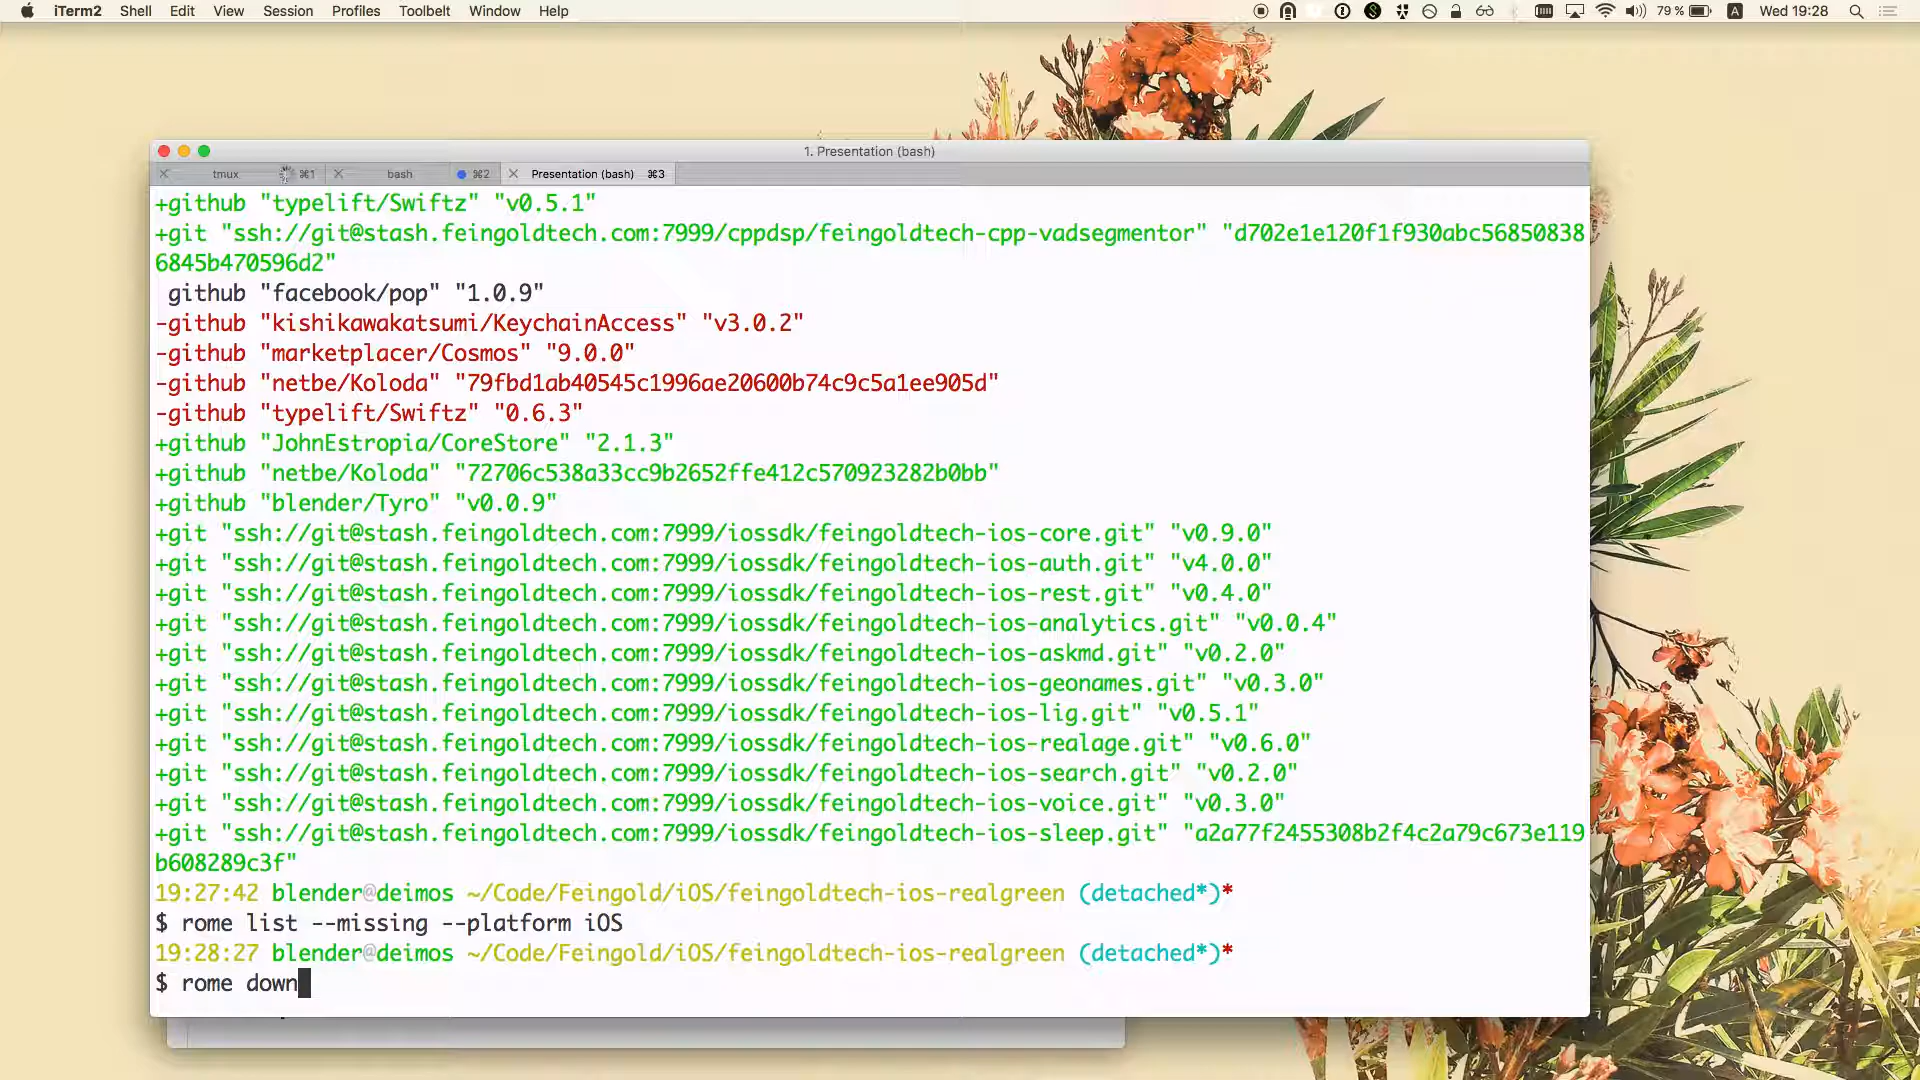 iTerm2 Shell Edit View Session Profiles Toolbelt Window Help 79 % A Wed 19:28
1. Presentation (bash)
tmux ⌘1 bash ⌘2 Presentation (bash) ⌘3
+github "typelift/Swiftz" "v0.5.1"
+git "ssh://git@stash.feingoldtech.com:7999/cppdsp/feingoldtech-cpp-vadsegmentor" "d702e1e120f1f930abc56850838
6845b470596d2"
github "facebook/pop" "1.0.9"
-github "kishikawakatsumi/KeychainAccess" "v3.0.2"
-github "marketplacer/Cosmos" "9.0.0"
-github "netbe/Koloda" "79fbd1ab40545c1996ae20600b74c9c5a1ee905d"
-github "typelift/Swiftz" "0.6.3"
+github "JohnEstropia/CoreStore" "2.1.3"
+github "netbe/Koloda" "72706c538a33cc9b2652ffe412c570923282b0bb"
+github "blender/Tyro" "v0.0.9"
+git "ssh://git@stash.feingoldtech.com:7999/iossdk/feingoldtech-ios-core.git" "v0.9.0"
+git "ssh://git@stash.feingoldtech.com:7999/iossdk/feingoldtech-ios-auth.git" "v4.0.0"
+git "ssh://git@stash.feingoldtech.com:7999/iossdk/feingoldtech-ios-rest.git" "v0.4.0"
+git "ssh://git@stash.feingoldtech.com:7999/iossdk/feingoldtech-ios-analytics.git" "v0.0.4"
+git "ssh://git@stash.feingoldtech.com:7999/iossdk/feingoldtech-ios-askmd.git" "v0.2.0"
+git "ssh://git@stash.feingoldtech.com:7999/iossdk/feingoldtech-ios-geonames.git" "v0.3.0"
+git "ssh://git@stash.feingoldtech.com:7999/iossdk/feingoldtech-ios-lig.git" "v0.5.1"
+git "ssh://git@stash.feingoldtech.com:7999/iossdk/feingoldtech-ios-realage.git" "v0.6.0"
+git "ssh://git@stash.feingoldtech.com:7999/iossdk/feingoldtech-ios-search.git" "v0.2.0"
+git "ssh://git@stash.feingoldtech.com:7999/iossdk/feingoldtech-ios-voice.git" "v0.3.0"
+git "ssh://git@stash.feingoldtech.com:7999/iossdk/feingoldtech-ios-sleep.git" "a2a77f2455308b2f4c2a79c673e119
b608289c3f"
19:27:42 blender@deimos ~/Code/Feingold/iOS/feingoldtech-ios-realgreen (detached*)*
$ rome list --missing --platform iOS
19:28:27 blender@deimos ~/Code/Feingold/iOS/feingoldtech-ios-realgreen (detached*)*
$ rome down